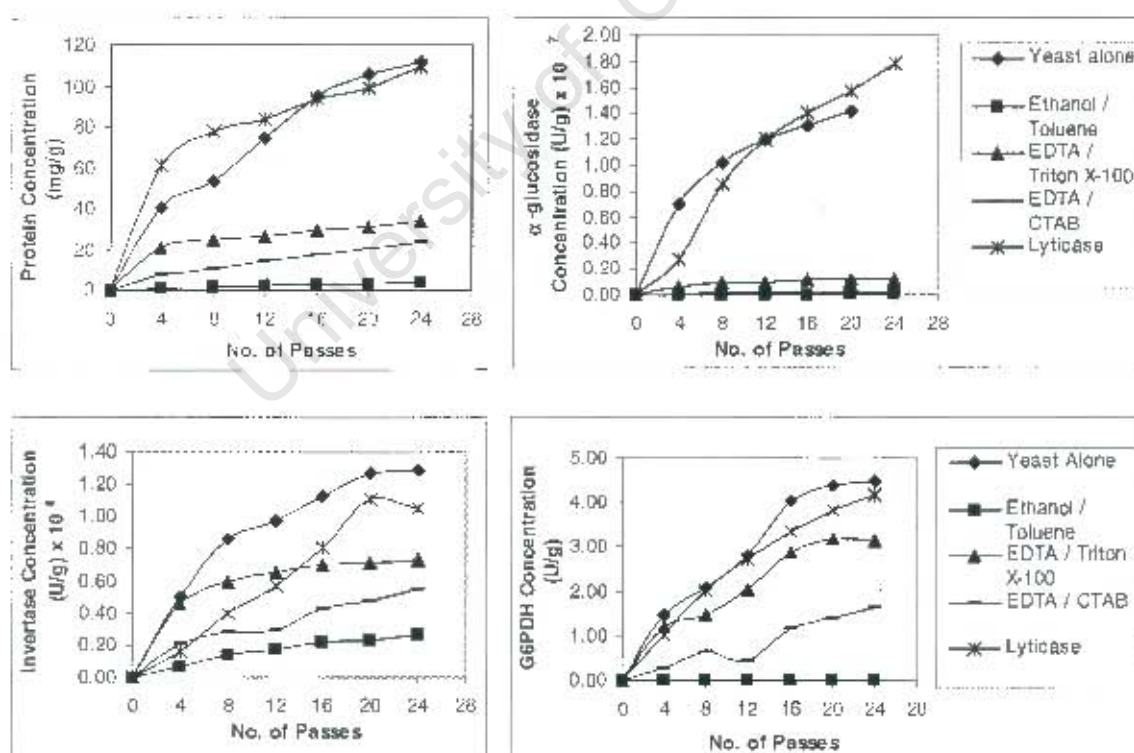 University of C
120
100
80
60
40
20
0
0 4 8 12 16 20 24 28
Protein Concentration
(mg/g)
No. of Passes
2.00
1.80
1.60
1.40
1.20
1.00
0.80
0.60
0.40
0.20
0.00
0 4 8 12 16 20 24 28
α-glucosidase
Concentration (U/g) x 10
No. of Passes
Yeast alone
Ethanol /
Toluene
EDTA /
Triton X-100
EDTA /
CTAB
Lyticase
1.40
1.20
1.00
0.80
0.60
0.40
0.20
0.00
0 4 8 12 16 20 24 28
Invertase Concentration
(U/g) x 10
No. of Passes
5.00
4.00
3.00
2.00
1.00
0.00
0 4 8 12 16 20 24 28
G6PDH Concentration
(U/g)
No. of Passes
Yeast Alone
Ethanol /
Toluene
EDTA / Triton
X-100
EDTA / CTAB
Lyticase